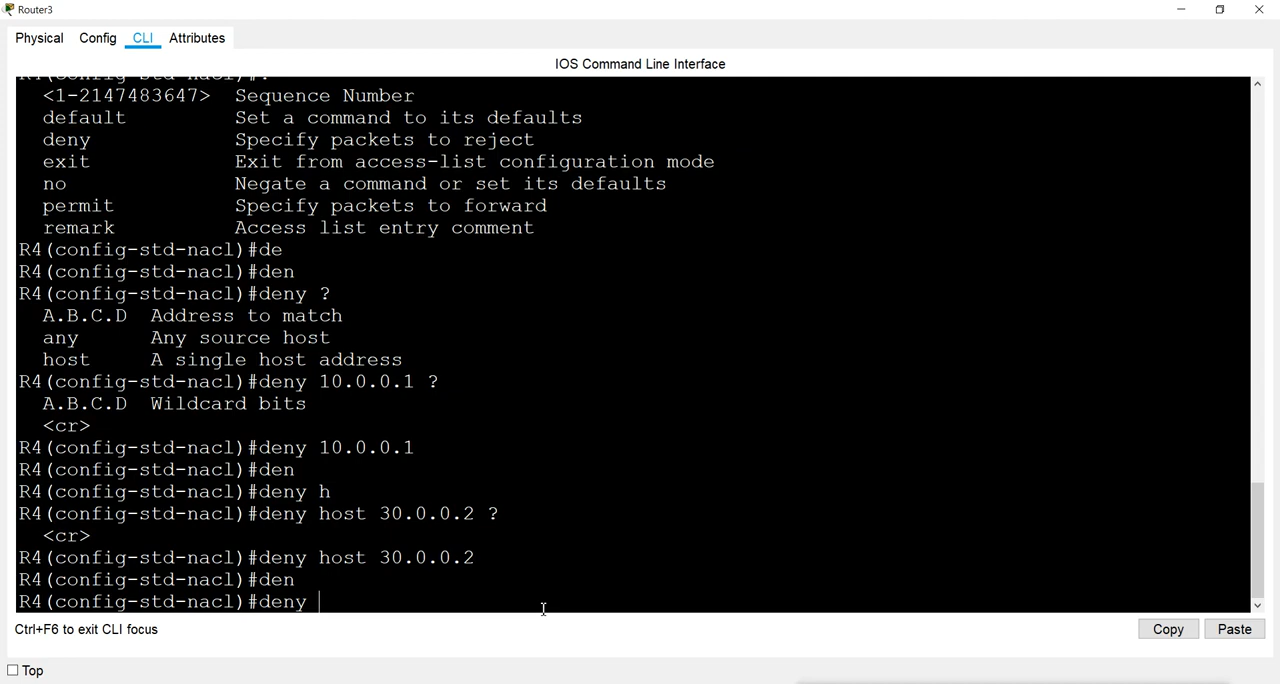 Router3
Physical Config CLI Attributes
IOS Command Line Interface
<1-2147483647> Sequence Number
default Set a command to its defaults
deny Specify packets to reject
exit Exit from access-list configuration mode
no Negate a command or set its defaults
permit Specify packets to forward
remark Access list entry comment
R4(config-std-nacl)#de
R4(config-std-nacl)#den
R4(config-std-nacl)#deny ?
A.B.C.D Address to match
any Any source host
host A single host address
R4(config-std-nacl)#deny 10.0.0.1 ?
A.B.C.D Wildcard bits
<cr>
R4(config-std-nacl)#deny 10.0.0.1
R4(config-std-nacl)#den
R4(config-std-nacl)#deny h
R4(config-std-nacl)#deny host 30.0.0.2 ?
<cr>
R4(config-std-nacl)#deny host 30.0.0.2
R4(config-std-nacl)#den
R4(config-std-nacl)#deny
Ctrl+F6 to exit CLI focus
Copy Paste
Top